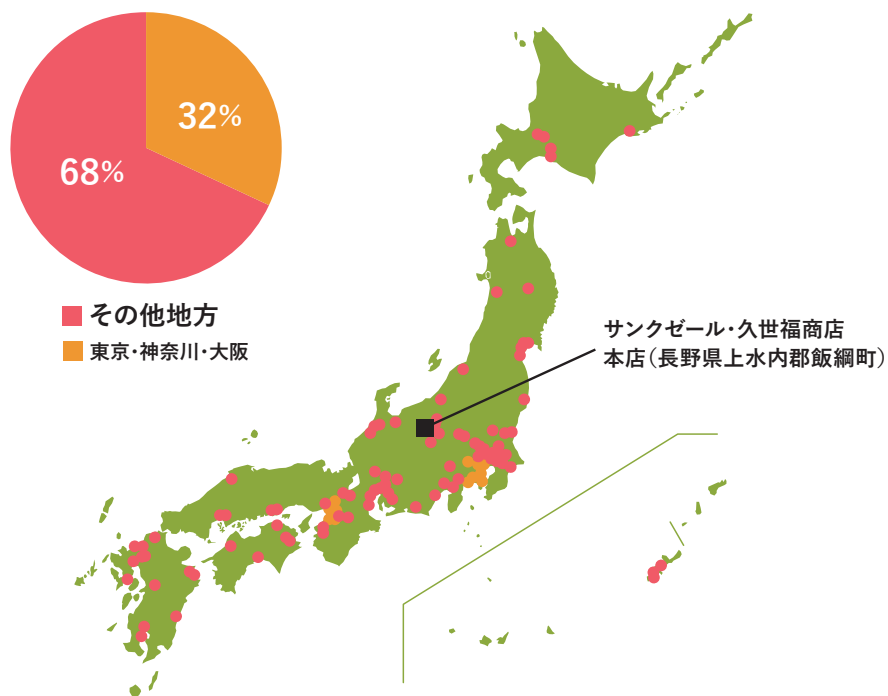 32%
68%
その他地方
東京・神奈川・大阪
サンクゼール・久世福商店
本店（長野県上水内郡飯綱町）